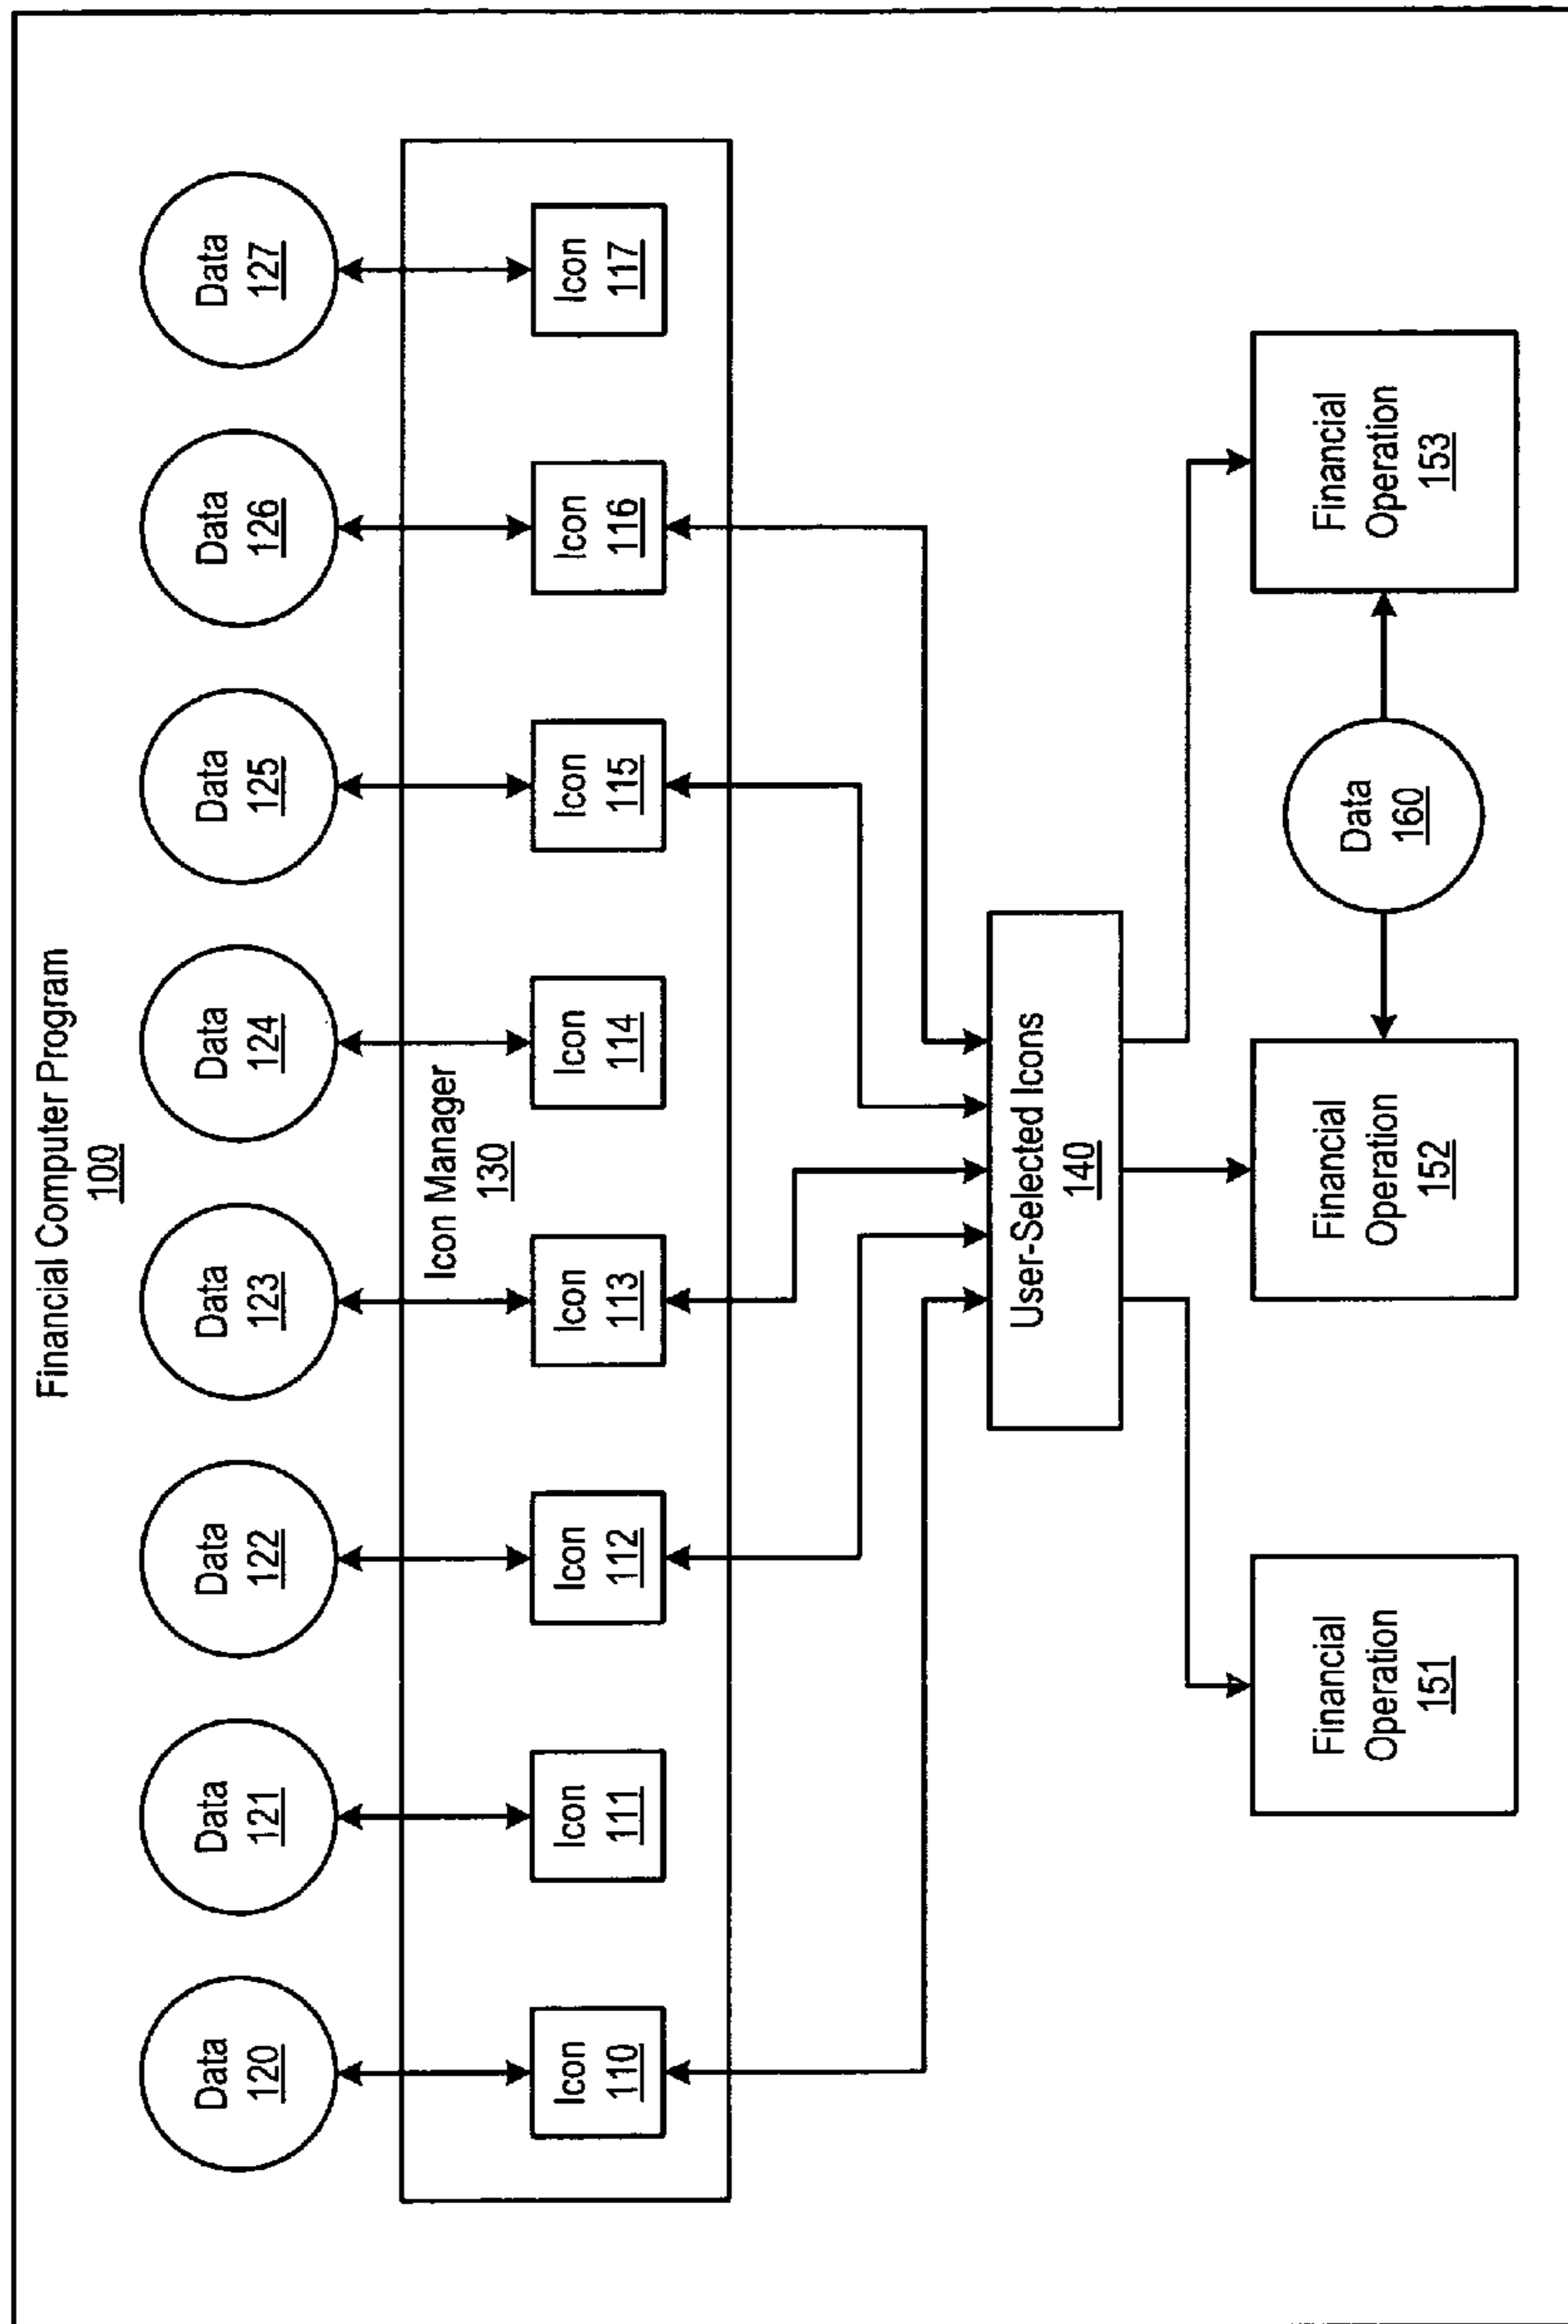 Financial Computer Program
100
Data
120
Data
121
Data
122
Data
123
Data
124
Data
125
Data
126
Data
127
Icon Manager
130
Icon
110
Icon
111
Icon
112
Icon
113
Icon
114
Icon
115
Icon
116
Icon
117
User-Selected Icons
140
Financial
Operation
151
Financial
Operation
152
Data
160
Financial
Operation
153